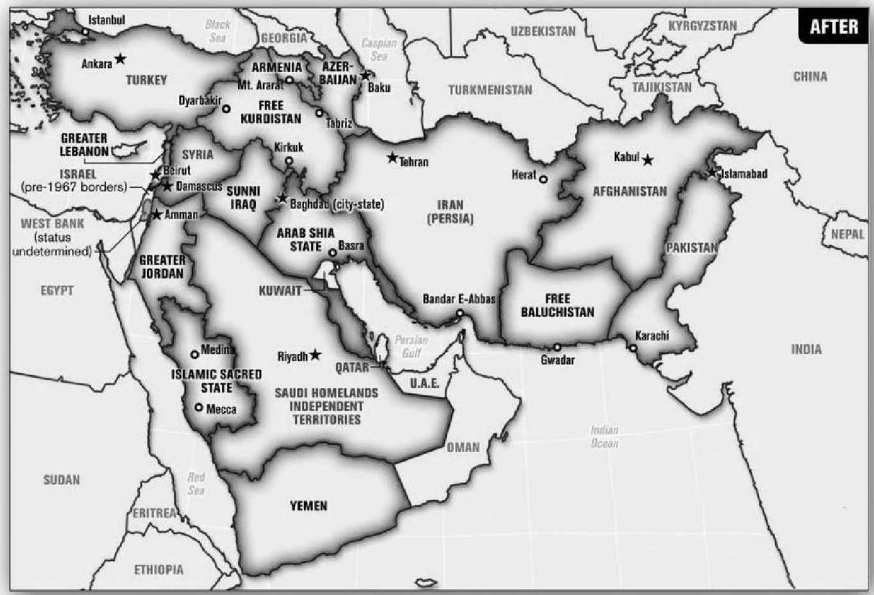 AFTER
Istanbul
Black
Sea
GEORGIA
Caspian
Sea
UZBEKISTAN
KYRGYZSTAN
Ankara
TURKEY
ARMENIA
Mt. Ararat
AZER-
BAIJAN
Baku
TURKMENISTAN
TAJIKISTAN
CHINA
Dyarbakir
FREE
KURDISTAN
Tabriz
GREATER
LEBANON
SYRIA
Kirkuk
Tehran
Herat
Kabul
Islamabad
ISRAEL
(pre-1967 borders)
Beirut
Damascus
SUNNI
IRAQ
Baghdad (city-state)
IRAN
(PERSIA)
AFGHANISTAN
WEST BANK
(status
undetermined)
Amman
ARAB SHIA
STATE
Basra
PAKISTAN
NEPAL
GREATER
JORDAN
EGYPT
KUWAIT
Bandar E-Abbas
FREE
BALUCHISTAN
Karachi
Gwadar
INDIA
Medina
Riyadh
Persian
Gulf
QATAR
U.A.E.
ISLAMIC SACRED
STATE
Mecca
SAUDI HOMELANDS
INDEPENDENT
TERRITORIES
OMAN
Indian
Ocean
SUDAN
Red
Sea
YEMEN
ERITREA
ETHIOPIA